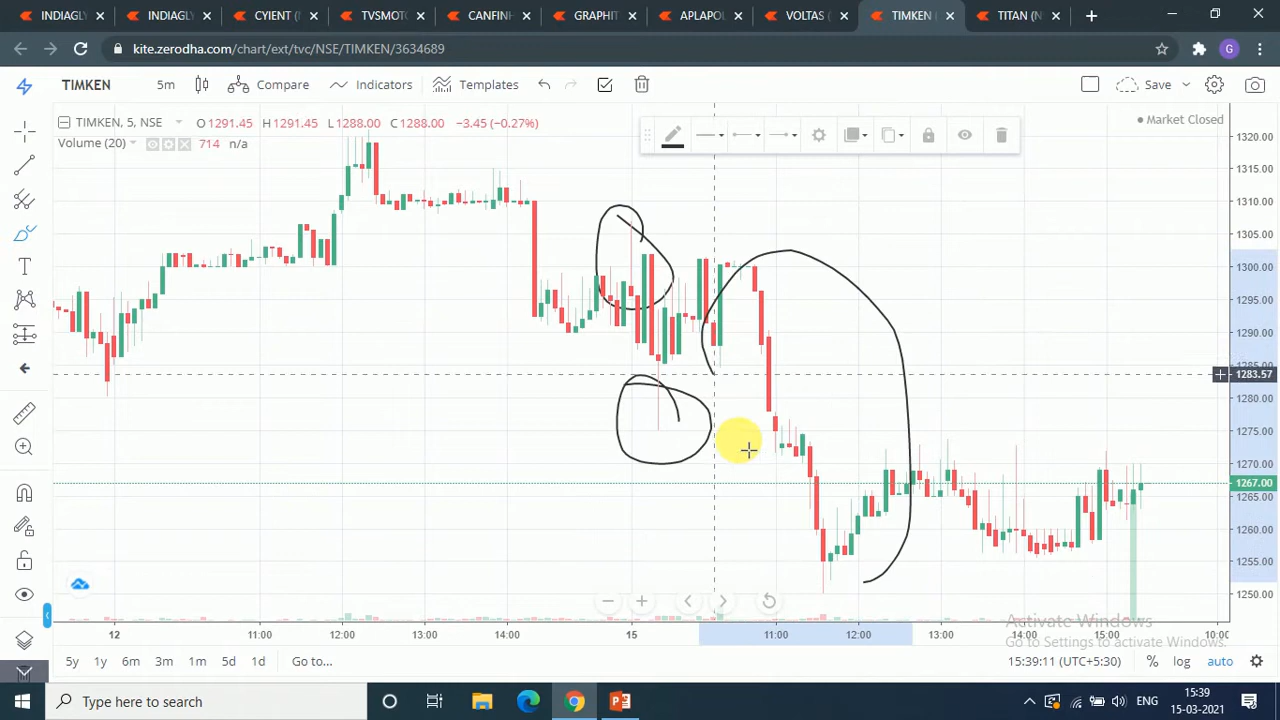 INDIAGLY INDIAGLY CYIENT (I TVSMOT CANFINH GRAPHIT APLAPOL VOLTAS ( TIMKEN TITAN (N
kite.zerodha.com/chart/ext/tvc/NSE/TIMKEN/3634689 G
TIMKEN 5m Compare Indicators Templates Save
TIMKEN, 5, NSE O 1291.45 H 1291.45 L 1288.00 C 1288.00 −3.45 (−0.27%) Market Closed
Volume (20) 714 n/a
1320.00
1315.00
1310.00
1305.00
1300.00
1295.00
1290.00
1285.00
1283.57
1280.00
1275.00
1270.00
1267.00
1265.00
1260.00
1255.00
1250.00
12 11:00 12:00 13:00 14:00 15 11:00 12:00 13:00 14:00 15:00 10:00
Activate Windows
Go to Settings to activate Windows.
5y 1y 6m 3m 1m 5d 1d Go to... 15:39:11 (UTC+5:30) % log auto
Type here to search ENG 15:39
15-03-2021